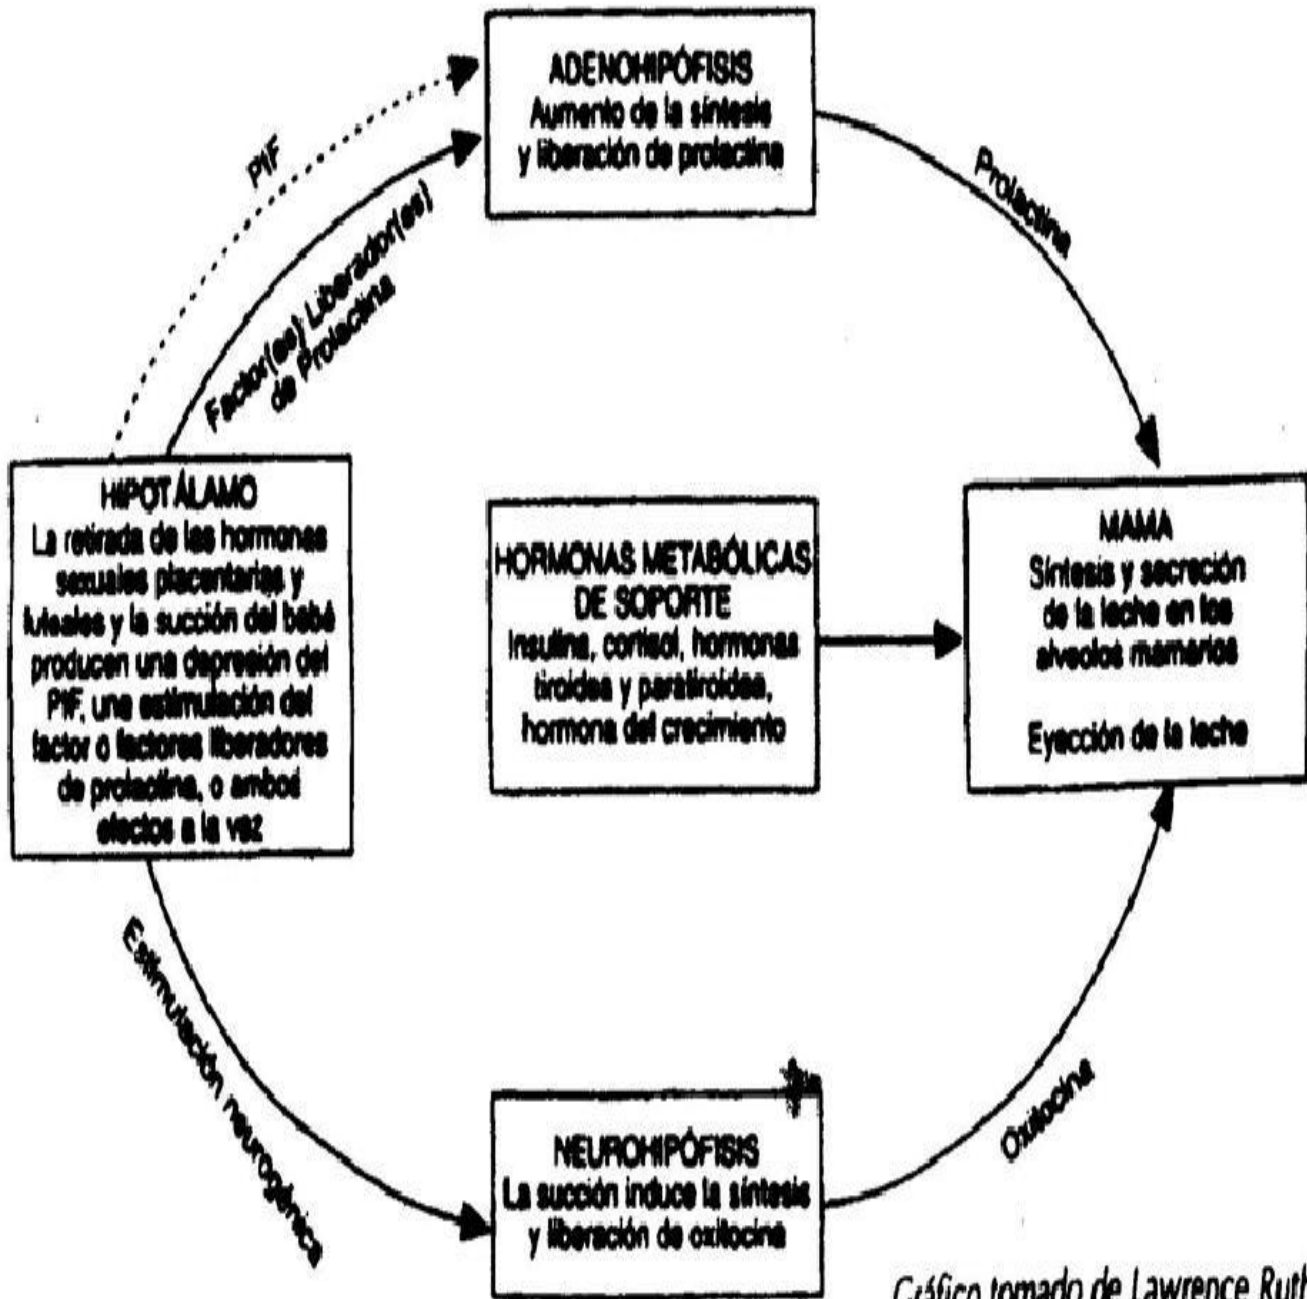 ADENOHIPÓFISIS
Aumento de la síntesis
y liberación de prolactina
PIF
Factor(es) Liberador(es)
de Prolactina
Prolactina
HIPOTÁLAMO
La retirada de las hormonas
sexuales placentarias y
luteales y la succión del bebé
producen una depresión del
PIF, una estimulación del
factor o factores liberadores
de prolactina, o ambos
efectos a la vez
HORMONAS METABÓLICAS
DE SOPORTE
Insulina, cortisol, hormonas
tiroidea y paratiroidea,
hormona del crecimiento
MAMA
Síntesis y secreción
de la leche en los
alveolos mamarios
Eyección de la leche
Estimulación neurogénica
NEUROHIPÓFISIS
La succión induce la síntesis
y liberación de oxitocina
Oxitocina
Gráfico tomado de Lawrence Ruth